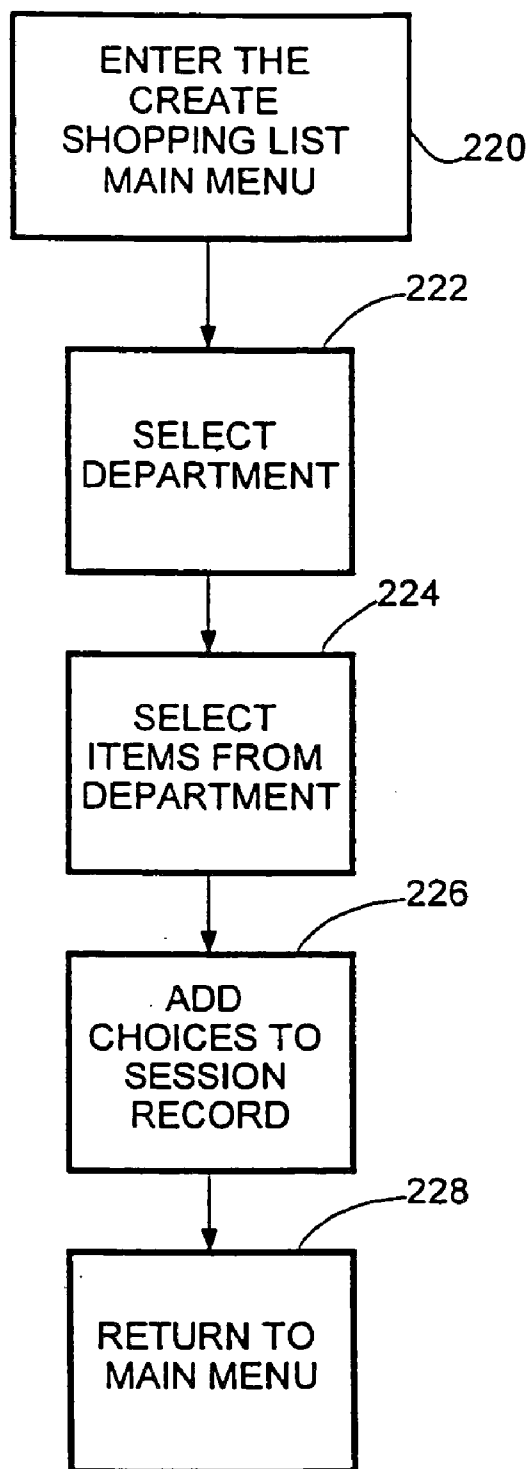 ENTER THE
CREATE
SHOPPING LIST
MAIN MENU
220
222
SELECT
DEPARTMENT
224
SELECT
ITEMS FROM
DEPARTMENT
226
ADD
CHOICES TO
SESSION
RECORD
228
RETURN TO
MAIN MENU